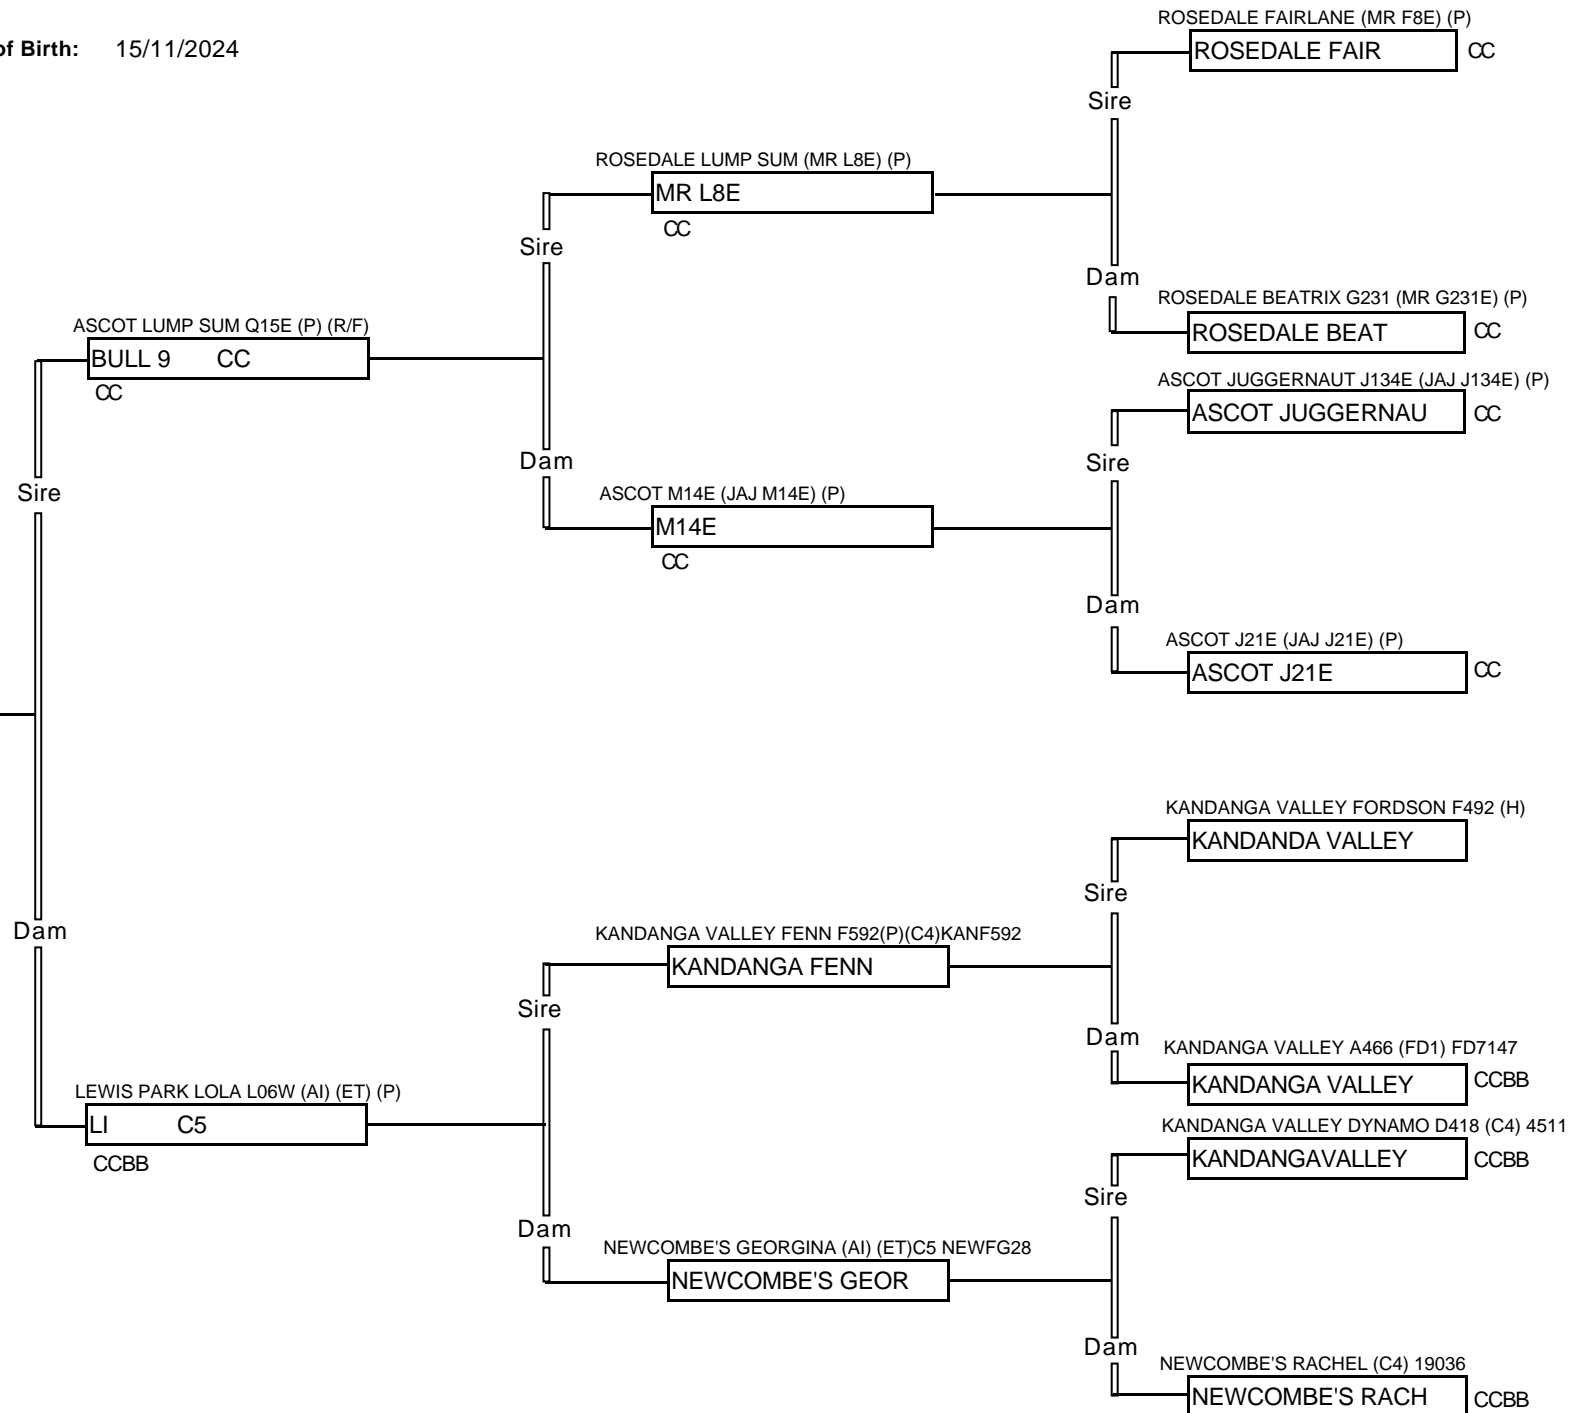 ROSEDALE FAIRLANE (MR F8E) (P)
of Birth: 15/11/2024
ROSEDALE FAIR CC
Sire
ROSEDALE LUMP SUM (MR L8E) (P)
MR L8E
CC
Sire
Dam
ROSEDALE BEATRIX G231 (MR G231E) (P)
ROSEDALE BEAT CC
ASCOT LUMP SUM Q15E (P) (R/F)
BULL 9 CC
CC
ASCOT JUGGERNAUT J134E (JAJ J134E) (P)
ASCOT JUGGERNAU CC
Dam
Sire
Sire
ASCOT M14E (JAJ M14E) (P)
M14E
CC
Dam
ASCOT J21E (JAJ J21E) (P)
ASCOT J21E CC
KANDANGA VALLEY FORDSON F492 (H)
KANDANDA VALLEY
Sire
Dam
KANDANGA VALLEY FENN F592(P)(C4)KANF592
KANDANGA FENN
Sire
Dam
KANDANGA VALLEY A466 (FD1) FD7147
KANDANGA VALLEY CCBB
LEWIS PARK LOLA L06W (AI) (ET) (P)
LI C5
CCBB
KANDANGA VALLEY DYNAMO D418 (C4) 4511
KANDANGAVALLEY CCBB
Sire
Dam
NEWCOMBE'S GEORGINA (AI) (ET)C5 NEWFG28
NEWCOMBE'S GEOR
Dam
NEWCOMBE'S RACHEL (C4) 19036
NEWCOMBE'S RACH CCBB